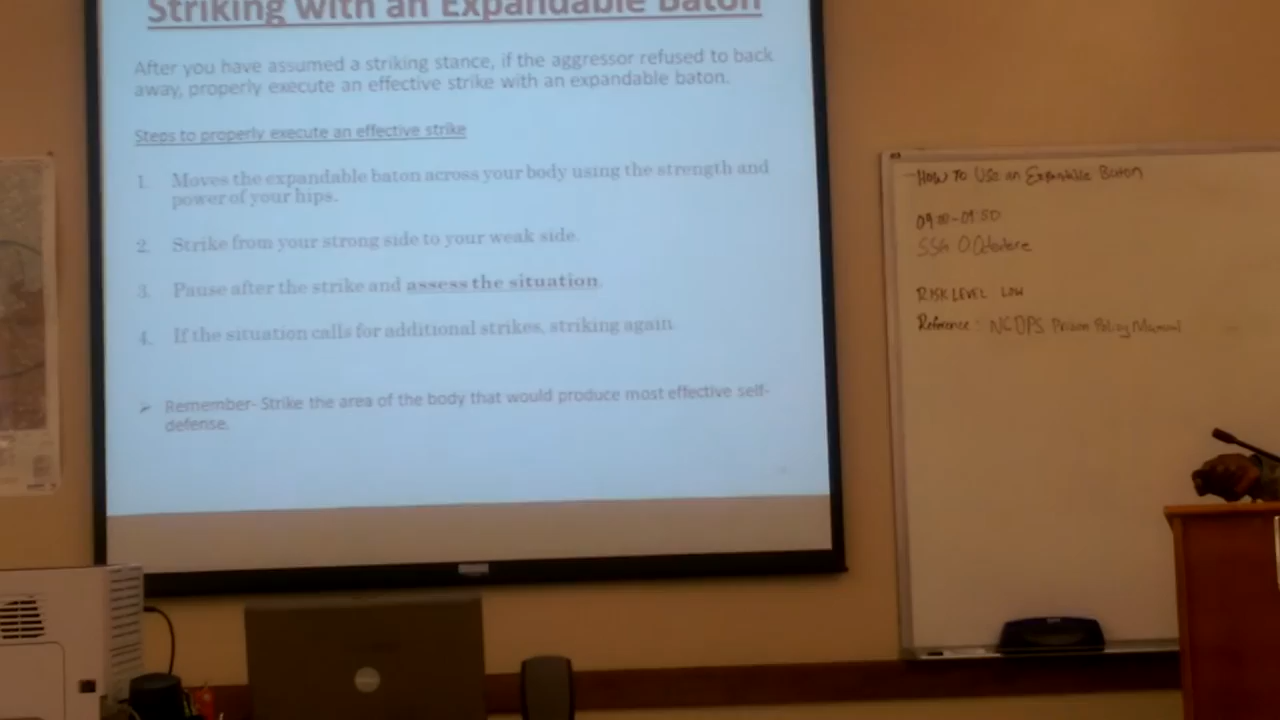 Striking with an Expandable Baton
After you have assumed a striking stance, if the aggressor refused to back
away, properly execute an effective strike with an expandable baton.
Steps to properly execute an effective strike
1. Moves the expandable baton across your body using the strength and
power of your hips.
2. Strike from your strong side to your weak side.
3. Pause after the strike and assess the situation.
4. If the situation calls for additional strikes, striking again.
➢ Remember- Strike the area of the body that would produce most effective self-
defense.
How To Use an Expandable Baton
SSG
RISK LEVEL LOW
Reference: NCDPS Prison Policy Manual